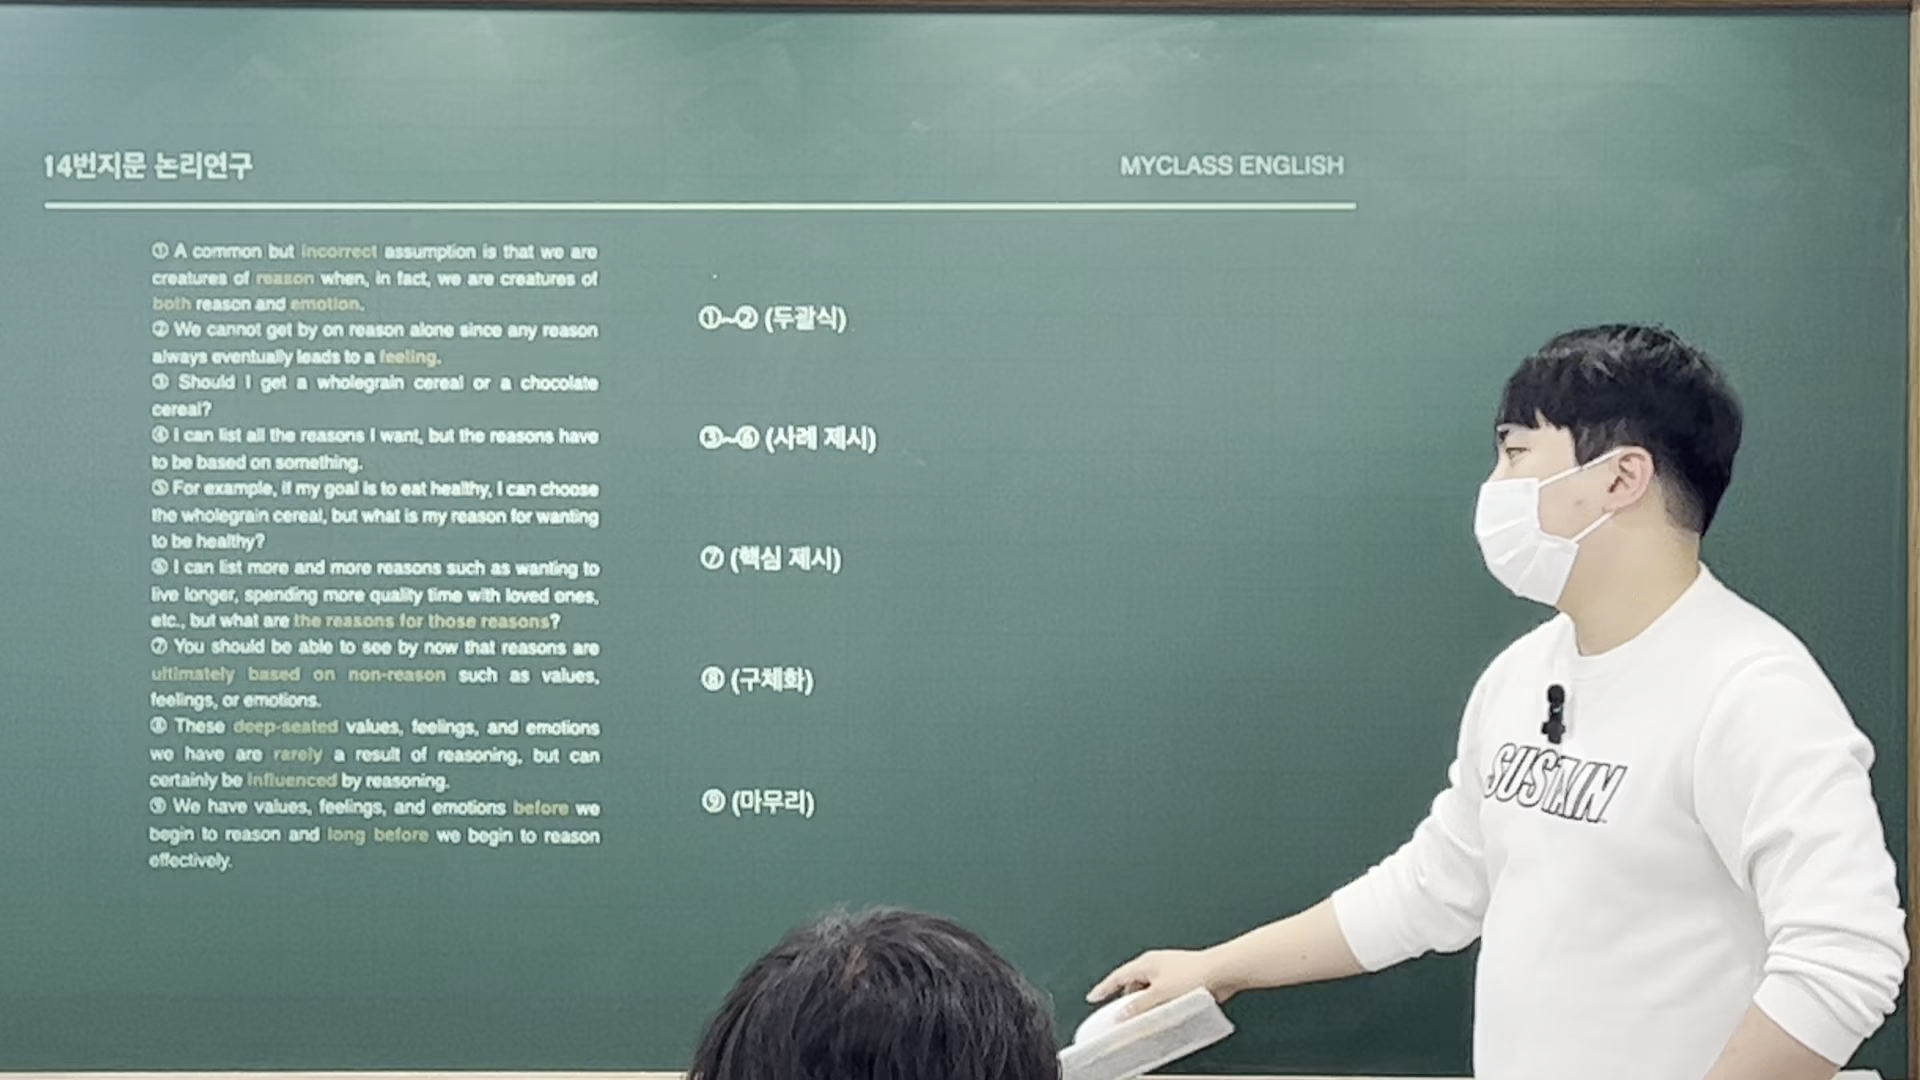 14번지문 논리연구
MYCLASS ENGLISH
① A common but incorrect assumption is that we are
creatures of reason when, in fact, we are creatures of
both reason and emotion.
② We cannot get by on reason alone since any reason
always eventually leads to a feeling.
③ Should I get a wholegrain cereal or a chocolate
cereal?
④ I can list all the reasons I want, but the reasons have
to be based on something.
⑤ For example, if my goal is to eat healthy, I can choose
the wholegrain cereal, but what is my reason for wanting
to be healthy?
⑥ I can list more and more reasons such as wanting to
live longer, spending more quality time with loved ones,
etc., but what are the reasons for those reasons?
⑦ You should be able to see by now that reasons are
ultimately based on non-reason such as values,
feelings, or emotions.
⑧ These deep-seated values, feelings, and emotions
we have are rarely a result of reasoning, but can
certainly be influenced by reasoning.
⑨ We have values, feelings, and emotions before we
begin to reason and long before we begin to reason
effectively.
①~② (두괄식)
③~⑥ (사례 제시)
⑦ (핵심 제시)
⑧ (구체화)
⑨ (마무리)
SUSTAIN